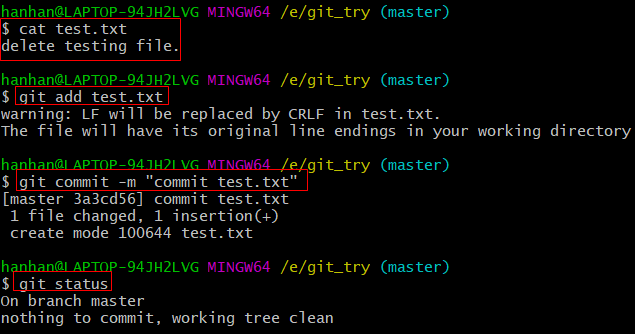 hanhan@LAPTOP-94JH2LVG MINGW64 /e/git_try (master)
$ cat test.txt
delete testing file.
hanhan@LAPTOP-94JH2LVG MINGW64 /e/git_try (master)
$ git add test.txt
warning: LF will be replaced by CRLF in test.txt.
The file will have its original line endings in your working directory
hanhan@LAPTOP-94JH2LVG MINGW64 /e/git_try (master)
$ git commit -m "commit test.txt"
[master 3a3cd56] commit test.txt
 1 file changed, 1 insertion(+)
 create mode 100644 test.txt
hanhan@LAPTOP-94JH2LVG MINGW64 /e/git_try (master)
$ git status
On branch master
nothing to commit, working tree clean